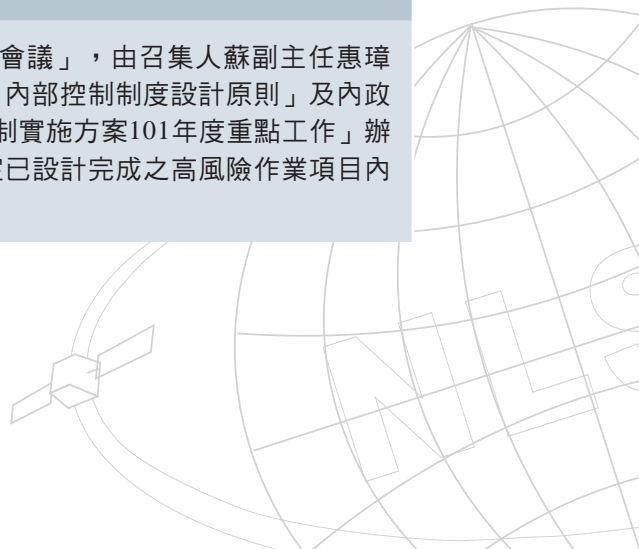 會議」，由召集人蘇副主任惠璋
內部控制制度設計原則」及內政
制實施方案101年度重點工作」辦
已設計完成之高風險作業項目內
NLS